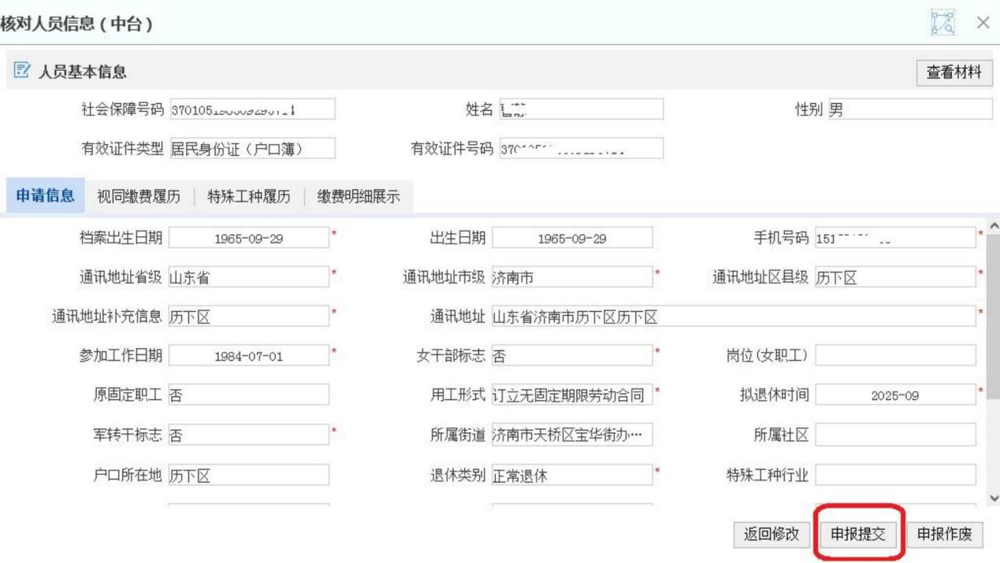 核对人员信息（中台）
人员基本信息 查看材料
社会保障号码 姓名 性别 男
有效证件类型 居民身份证（户口簿） 有效证件号码
申请信息 视同缴费履历 特殊工种履历 缴费明细展示
档案出生日期 1965-09-29 * 出生日期 1965-09-29 手机号码 *
通讯地址省级 山东省 * 通讯地址市级 济南市 * 通讯地址区县级 历下区 *
通讯地址补充信息 历下区 * 通讯地址 山东省济南市历下区历下区 *
参加工作日期 1984-07-01 * 女干部标志 否 * 岗位(女职工)
原固定职工 否 用工形式 订立无固定期限劳动合同 * 拟退休时间 2025-09 *
军转干标志 否 * 所属街道 济南市天桥区宝华街办… 所属社区
户口所在地 历下区 退休类别 正常退休 * 特殊工种行业
返回修改 申报提交 申报作废